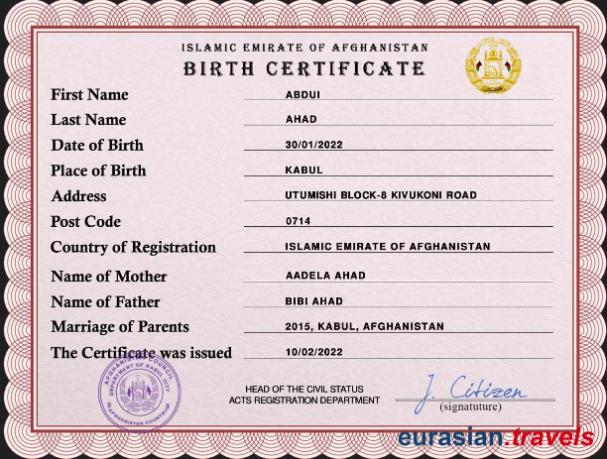 ISLAMIC EMIRATE OF AFGHANISTAN
BIRTH CERTIFICATE
First Name ABDUI
Last Name AHAD
Date of Birth 30/01/2022
Place of Birth KABUL
Address UTUMISHI BLOCK-8 KIVUKONI ROAD
Post Code 0714
Country of Registration ISLAMIC EMIRATE OF AFGHANISTAN
Name of Mother AADELA AHAD
Name of Father BIBI AHAD
Marriage of Parents 2015, KABUL, AFGHANISTAN
The Certificate was issued 10/02/2022
AFGHANISTAN COUNCIL
DEPARTMENT OF KABUL CITY
AFGHANISTAN COUNTRY
HEAD OF THE CIVIL STATUS
ACTS REGISTRATION DEPARTMENT
J. Citizen
(signatuture)
eurasian.travels